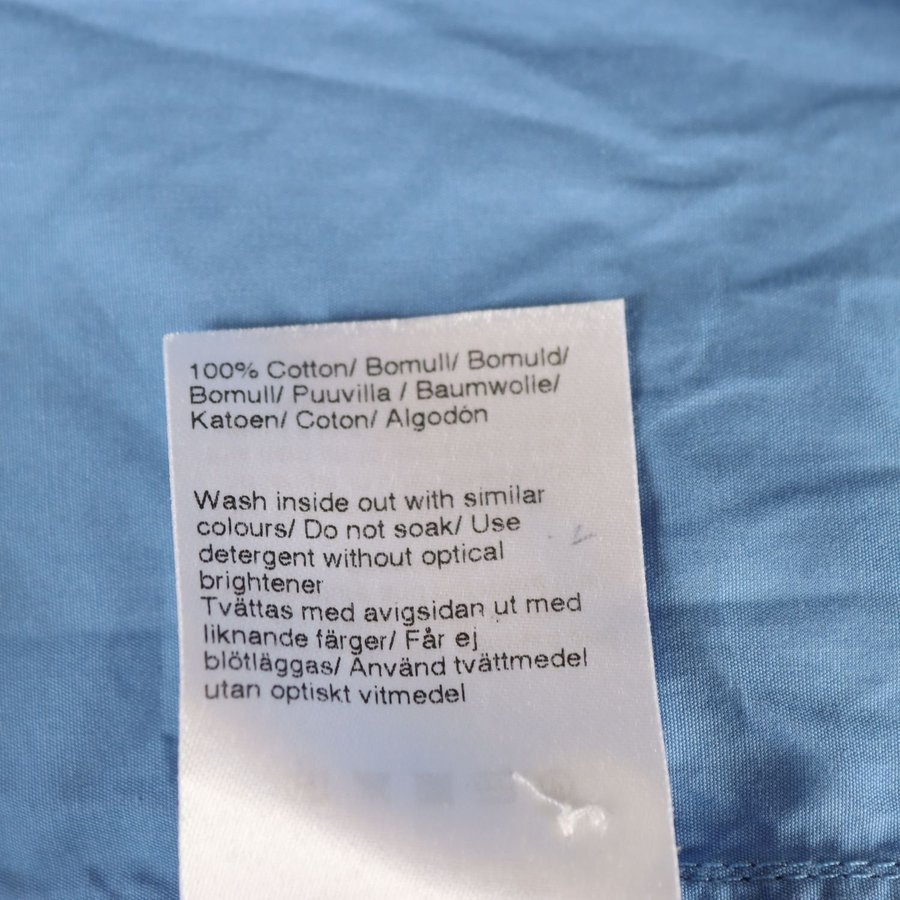 100% Cotton/ Bomull/ Bomuld/
Bomull/ Puuvilla / Baumwolle/
Katoen/ Coton/ Algodón
Wash inside out with similar
colours/ Do not soak/ Use
detergent without optical
brightener
Tvättas med avigsidan ut med
liknande färger/ Får ej
blötläggas/ Använd tvättmedel
utan optiskt vitmedel